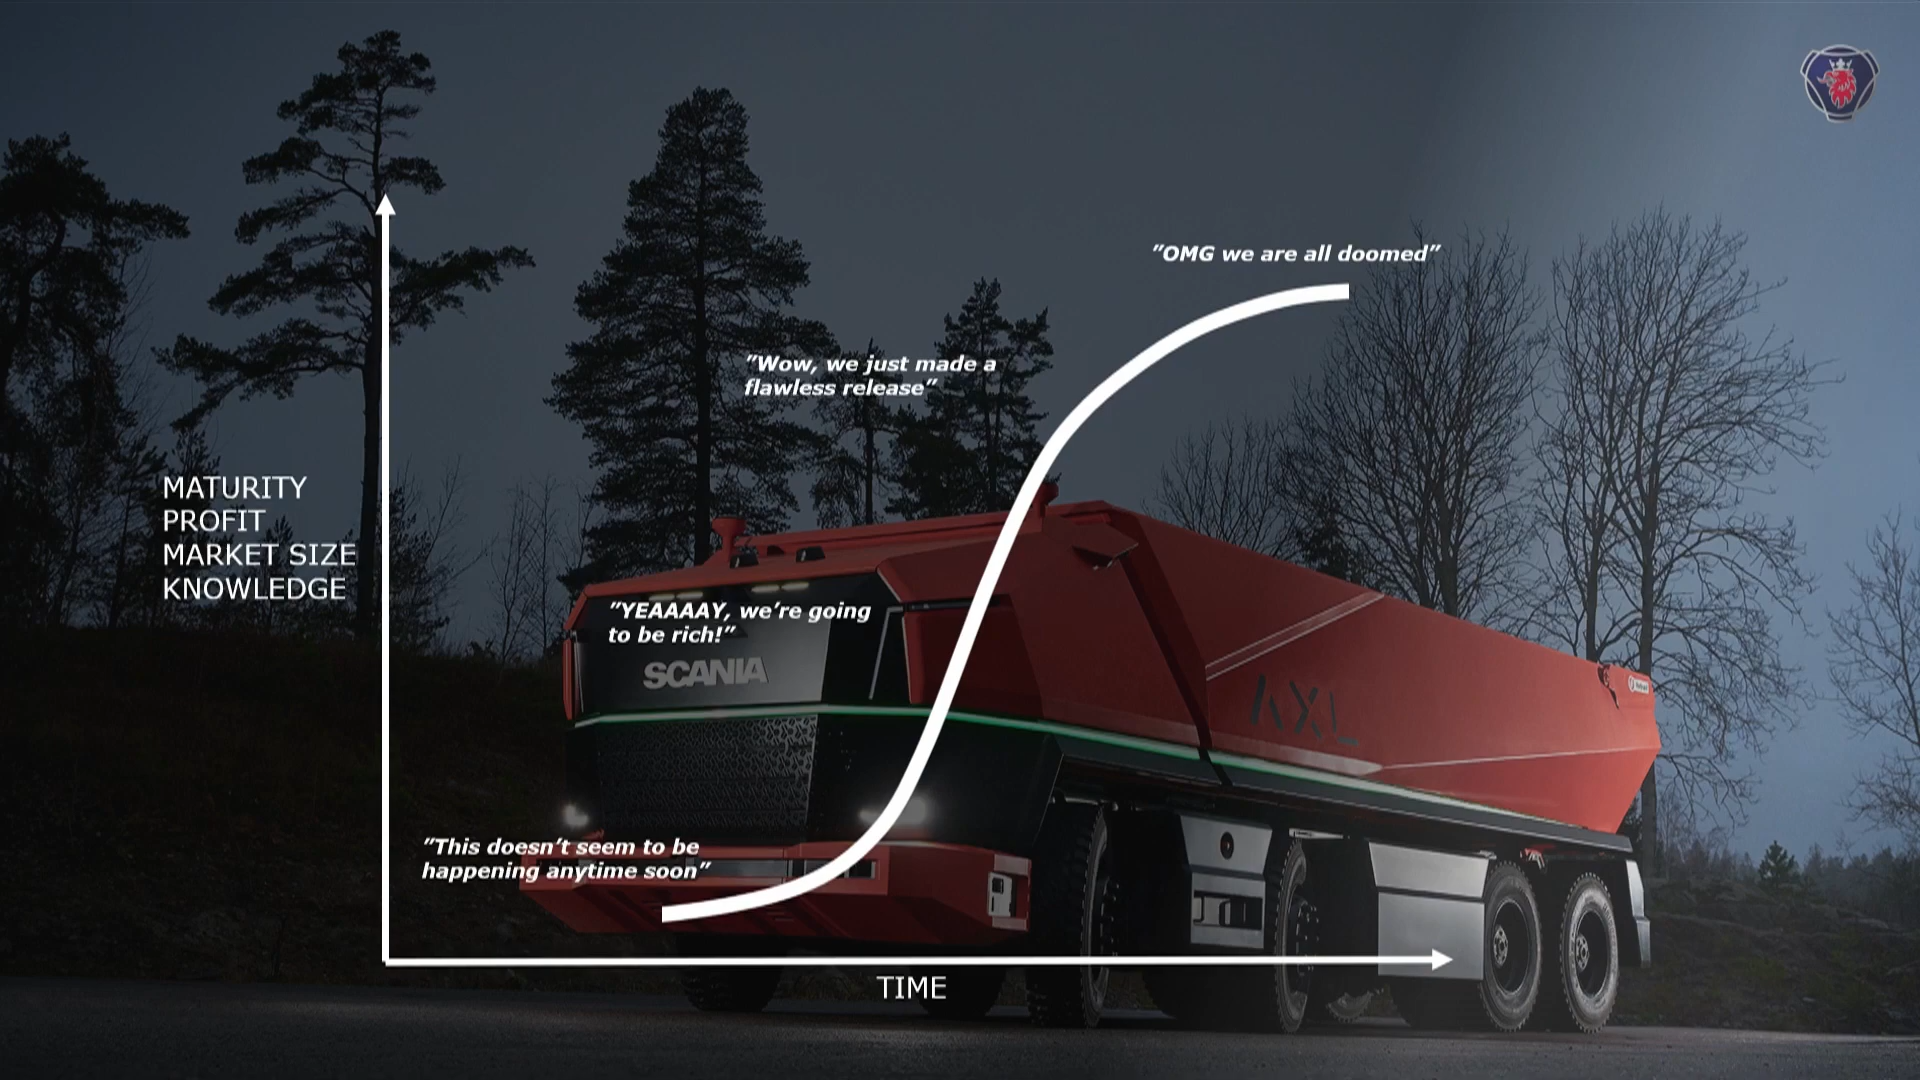 "OMG we are all doomed"
"Wow, we just made a
flawless release"
MATURITY
PROFIT
MARKET SIZE
KNOWLEDGE
"YEAAAAY, we're going
to be rich!"
SCANIA
AXL
"This doesn't seem to be
happening anytime soon"
TIME